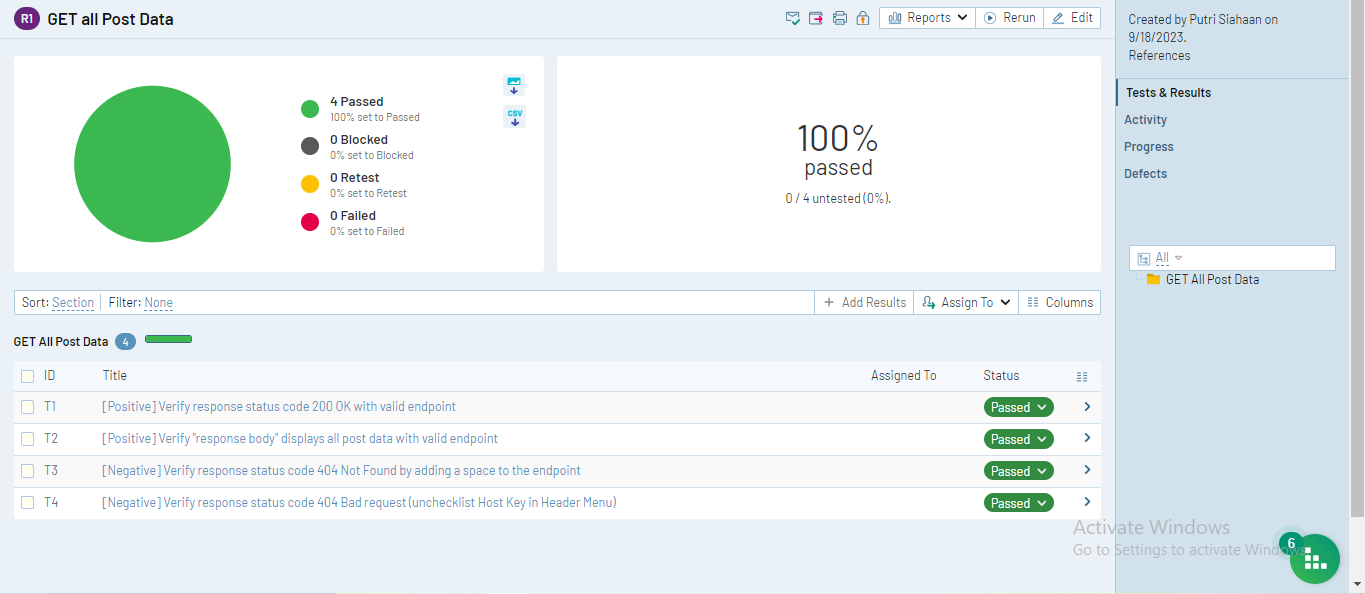 R1 GET all Post Data
Reports
Rerun
Edit
4 Passed
100% set to Passed
0 Blocked
0% set to Blocked
0 Retest
0% set to Retest
0 Failed
0% set to Failed
CSV
100%
passed
0 / 4 untested (0%).
Sort: Section Filter: None
Add Results
Assign To
Columns
GET All Post Data 4
ID Title Assigned To Status
T1 [Positive] Verify response status code 200 OK with valid endpoint Passed
T2 [Positive] Verify "response body" displays all post data with valid endpoint Passed
T3 [Negative] Verify response status code 404 Not Found by adding a space to the endpoint Passed
T4 [Negative] Verify response status code 404 Bad request (unchecklist Host Key in Header Menu) Passed
Created by Putri Siahaan on
9/18/2023.
References
Tests & Results
Activity
Progress
Defects
All
GET All Post Data
Activate Windows
Go to Settings to activate Windows.
6